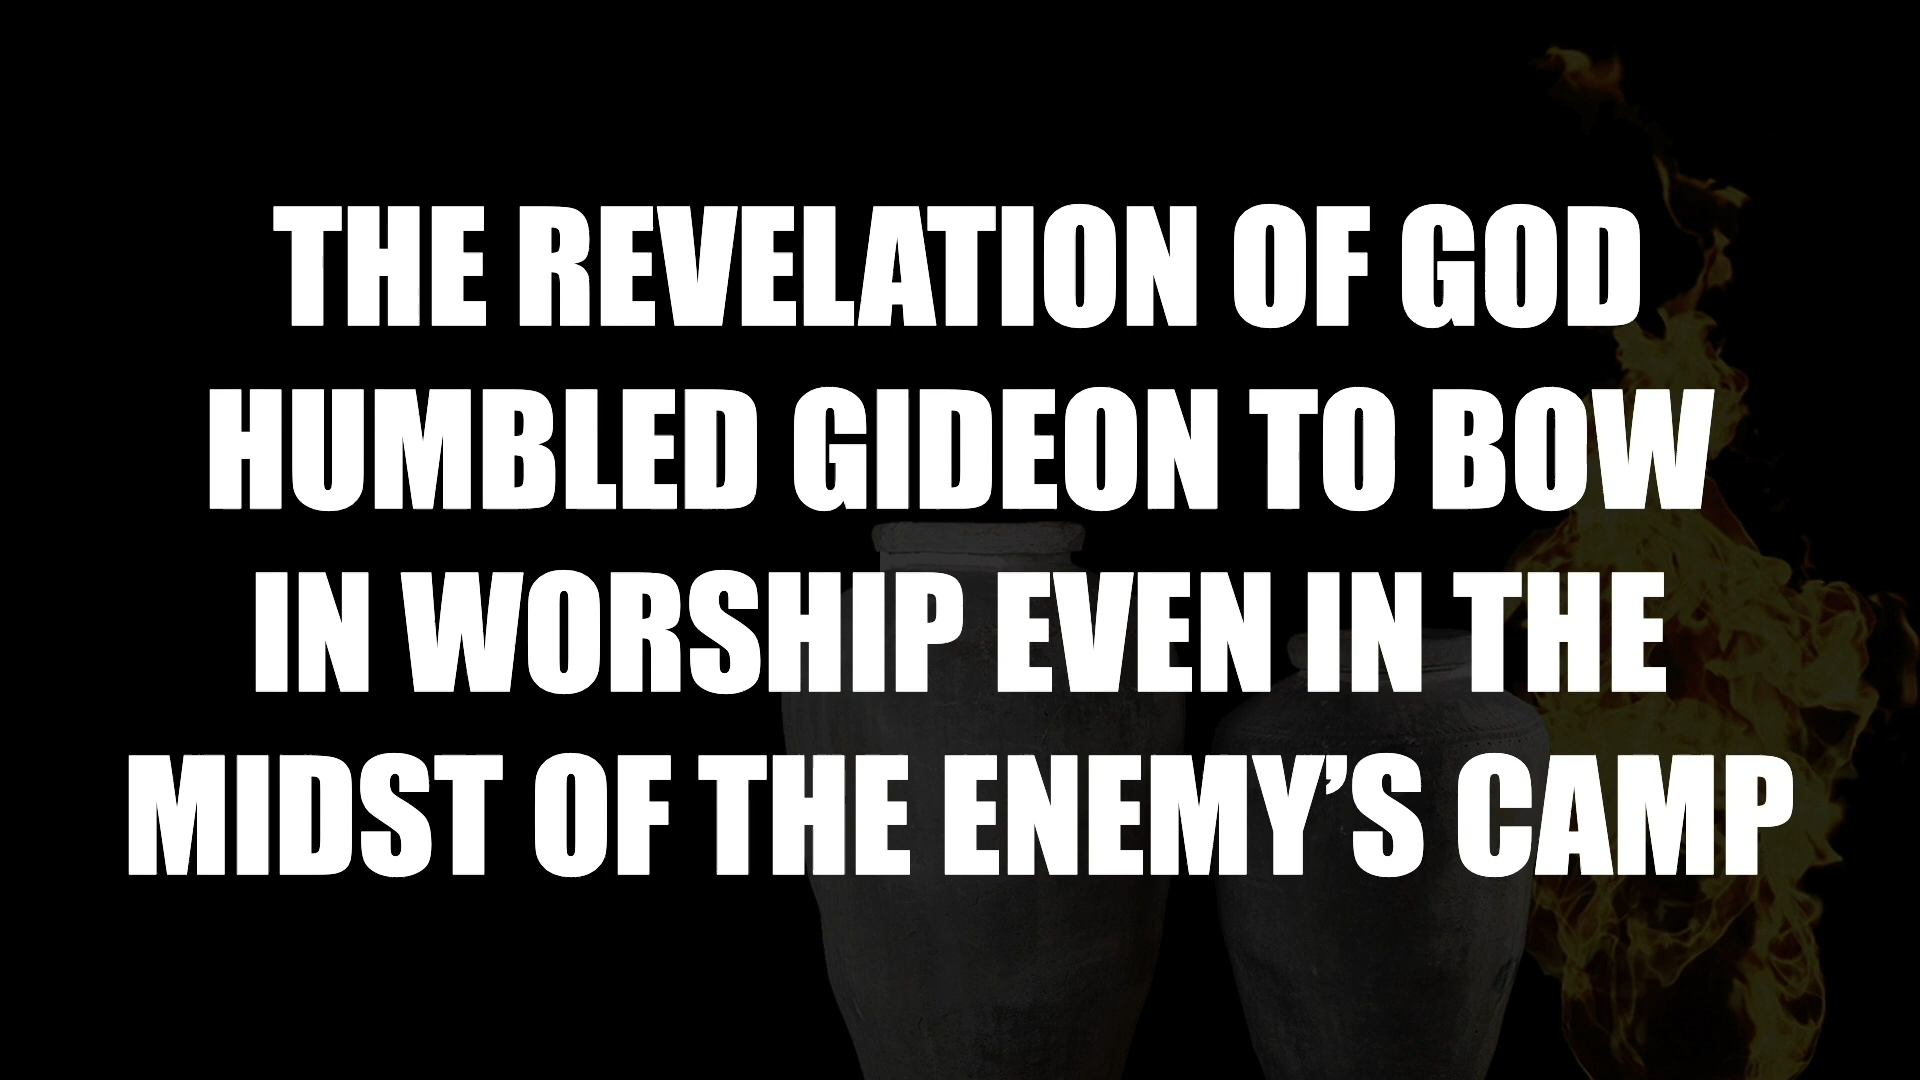 THE REVELATION OF GOD
HUMBLED GIDEON TO BOW
IN WORSHIP EVEN IN THE
MIDST OF THE ENEMY’S CAMP